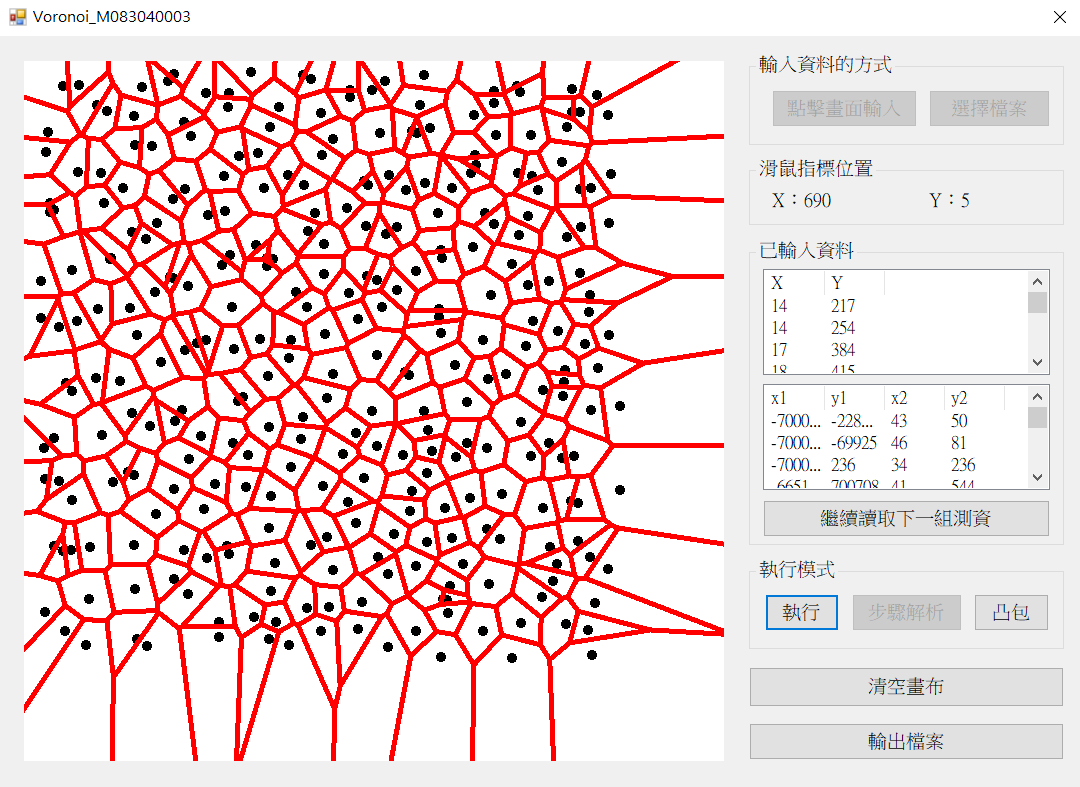 Voronoi_M083040003
輸入資料的方式
點擊畫面輸入 選擇檔案
滑鼠指標位置
X：690 Y：5
已輸入資料
X Y
14 217
14 254
17 384
18 415
x1 y1 x2 y2
-7000... -228... 43 50
-7000... -69925 46 81
-7000... 236 34 236
-6651 700708 41 544
繼續讀取下一組測資
執行模式
執行 步驟解析 凸包
清空畫布
輸出檔案